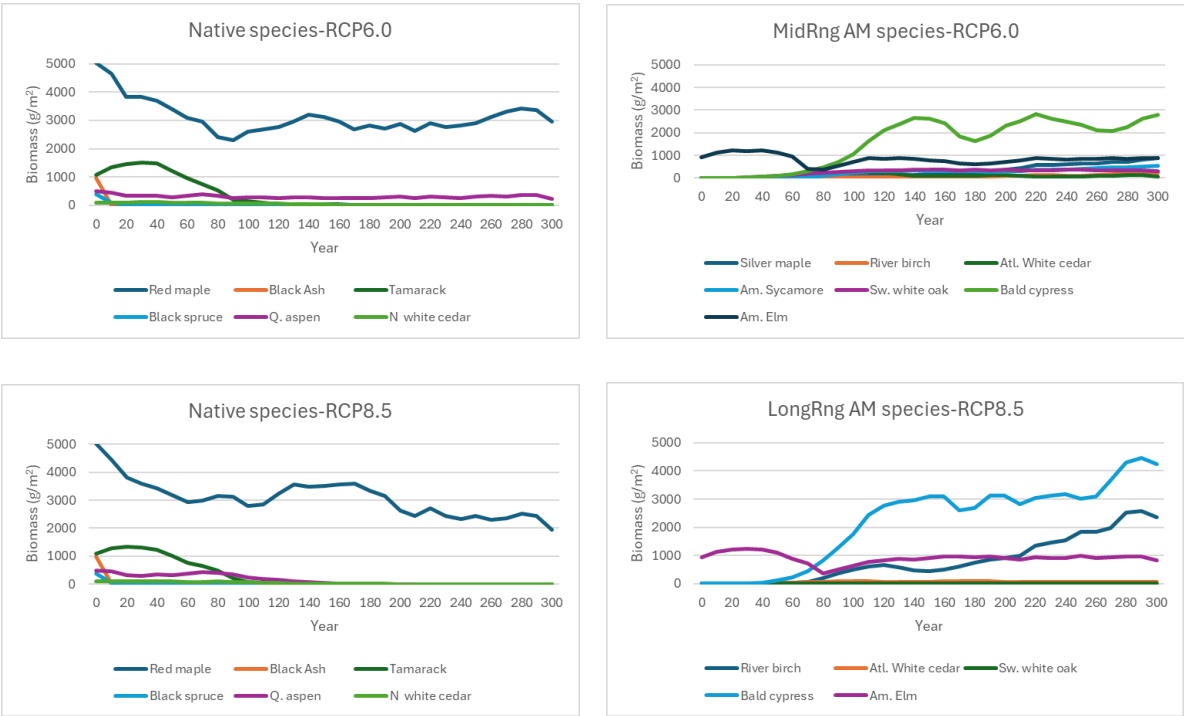 Native species-RCP6.0
5000
4000
3000
2000
1000
0
Biomass (g/m²)
0 20 40 60 80 100 120 140 160 180 200 220 240 260 280 300
Year
Red maple Black Ash Tamarack
Black spruce Q. aspen N white cedar
MidRng AM species-RCP6.0
5000
4000
3000
2000
1000
0
Biomass (g/m²)
0 20 40 60 80 100 120 140 160 180 200 220 240 260 280 300
Year
Silver maple River birch Atl. White cedar
Am. Sycamore Sw. white oak Bald cypress
Am. Elm
Native species-RCP8.5
5000
4000
3000
2000
1000
0
Biomass (g/m²)
0 20 40 60 80 100 120 140 160 180 200 220 240 260 280 300
Year
Red maple Black Ash Tamarack
Black spruce Q. aspen N white cedar
LongRng AM species-RCP8.5
5000
4000
3000
2000
1000
0
Biomass (g/m²)
0 20 40 60 80 100 120 140 160 180 200 220 240 260 280 300
Year
River birch Atl. White cedar Sw. white oak
Bald cypress Am. Elm